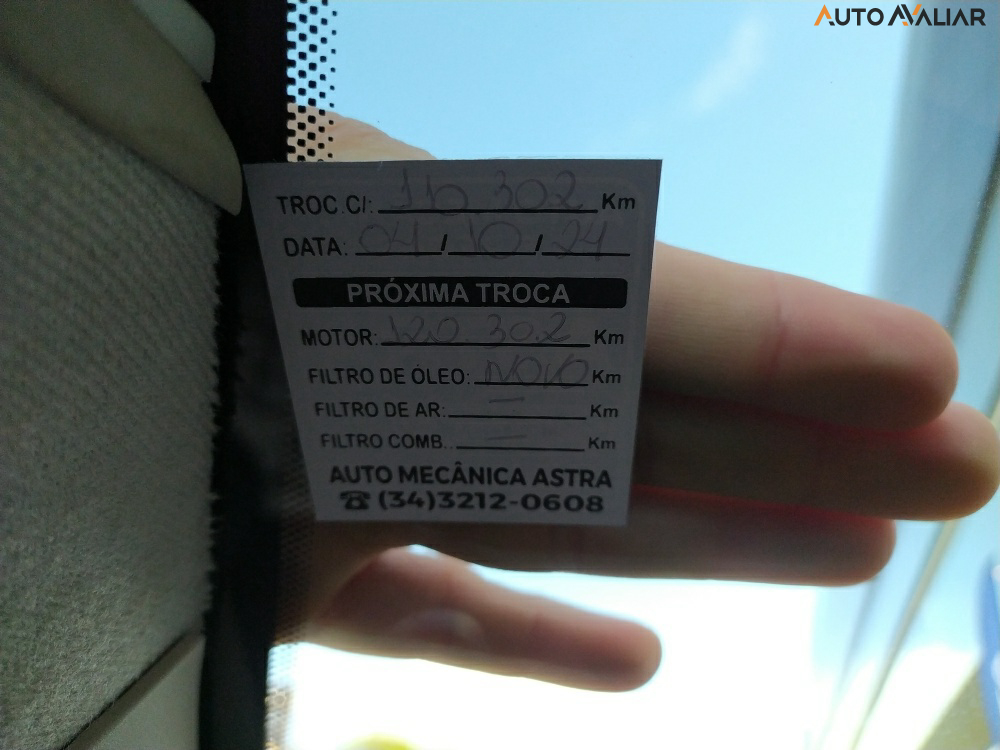 AUTO AVALIAR
TROC.C/: 110.302 Km
DATA: 04/10/24
PRÓXIMA TROCA
MOTOR: 120.302 Km
FILTRO DE ÓLEO: NOVO Km
FILTRO DE AR: — Km
FILTRO COMB.. — Km
AUTO MECÂNICA ASTRA
☎(34)3212-0608